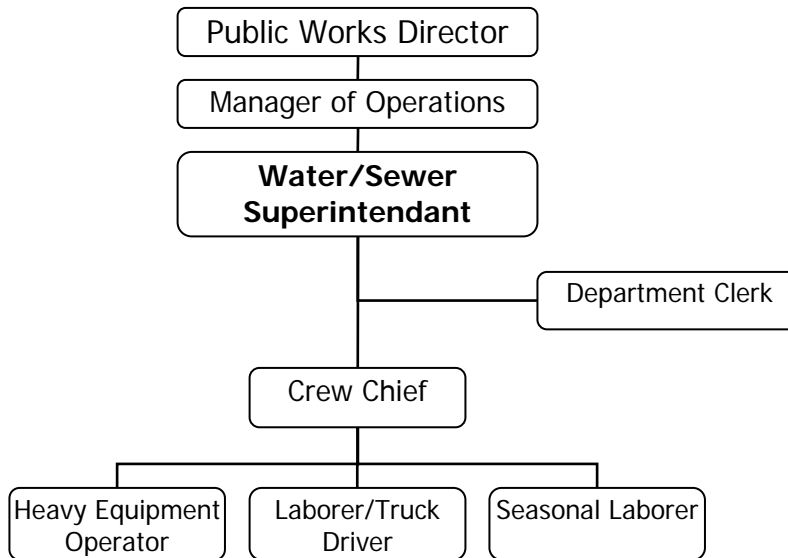 Public Works Director
Manager of Operations
Water/Sewer
Superintendant
Department Clerk
Crew Chief
Heavy Equipment
Operator
Laborer/Truck
Driver
Seasonal Laborer